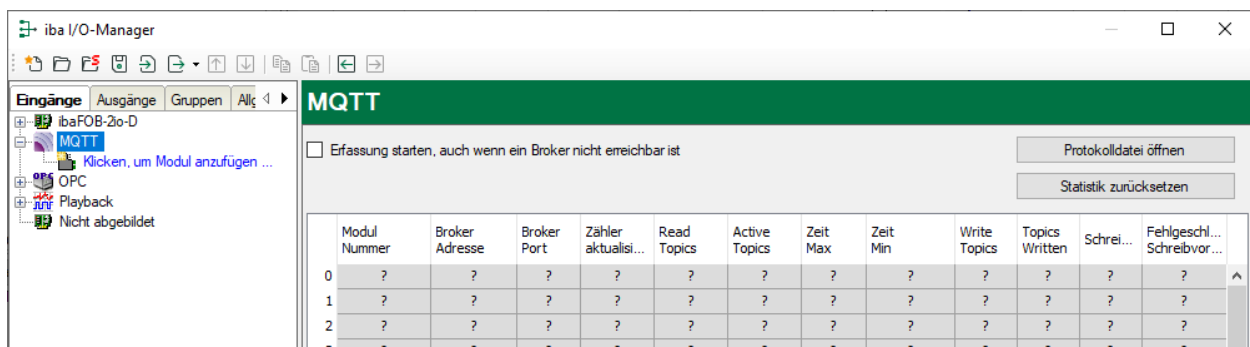 iba I/O-Manager
Eingänge Ausgänge Gruppen Allg
MQTT
ibaFOB-2io-D
MQTT
Klicken, um Modul anzufügen ...
OPC
Playback
Nicht abgebildet
Erfassung starten, auch wenn ein Broker nicht erreichbar ist
Protokolldatei öffnen
Statistik zurücksetzen
Modul Broker Broker Zähler Read Active Zeit Zeit Write Topics Schrei... Fehlgeschl...
Nummer Adresse Port aktualisi... Topics Topics Max Min Topics Written Schreibvor...
0 ? ? ? ? ? ? ? ? ? ? ? ?
1 ? ? ? ? ? ? ? ? ? ? ? ?
2 ? ? ? ? ? ? ? ? ? ? ? ?